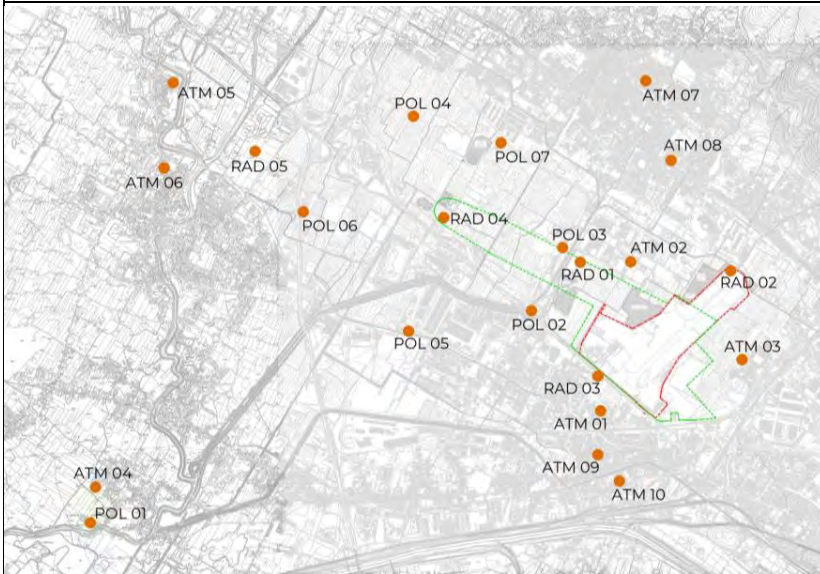 ATM 05
ATM 07
POL 04
POL 07
RAD 05
ATM 08
ATM 06
POL 06
RAD 04
POL 03
ATM 02
RAD 01
RAD 02
POL 02
POL 05
ATM 03
RAD 03
ATM 01
ATM 09
ATM 04
ATM 10
POL 01